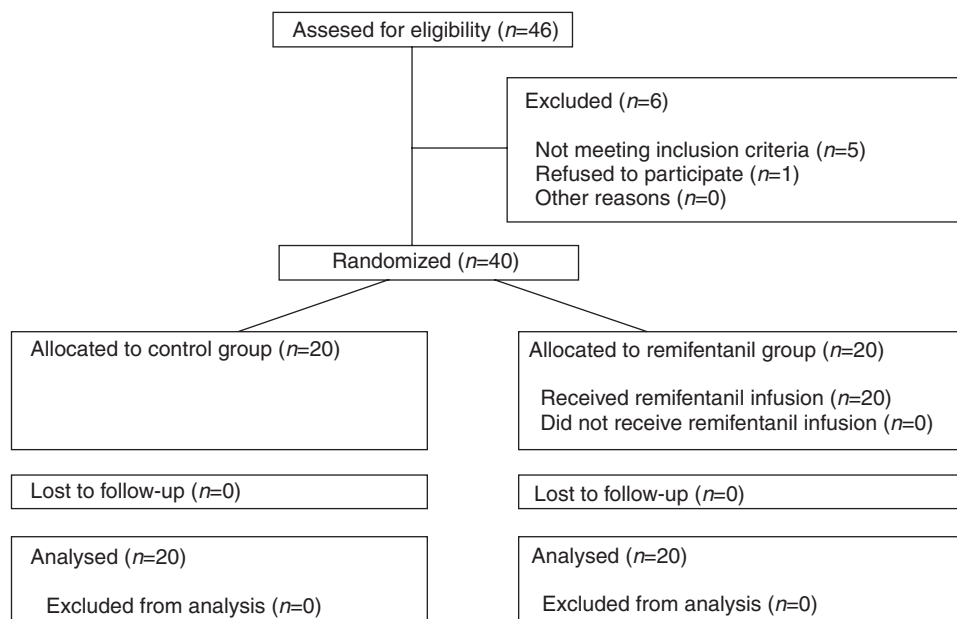 Assesed for eligibility (n=46)
Excluded (n=6)
Not meeting inclusion criteria (n=5)
Refused to participate (n=1)
Other reasons (n=0)
Randomized (n=40)
Allocated to control group (n=20)
Allocated to remifentanil group (n=20)
Received remifentanil infusion (n=20)
Did not receive remifentanil infusion (n=0)
Lost to follow-up (n=0)
Lost to follow-up (n=0)
Analysed (n=20)
Excluded from analysis (n=0)
Analysed (n=20)
Excluded from analysis (n=0)